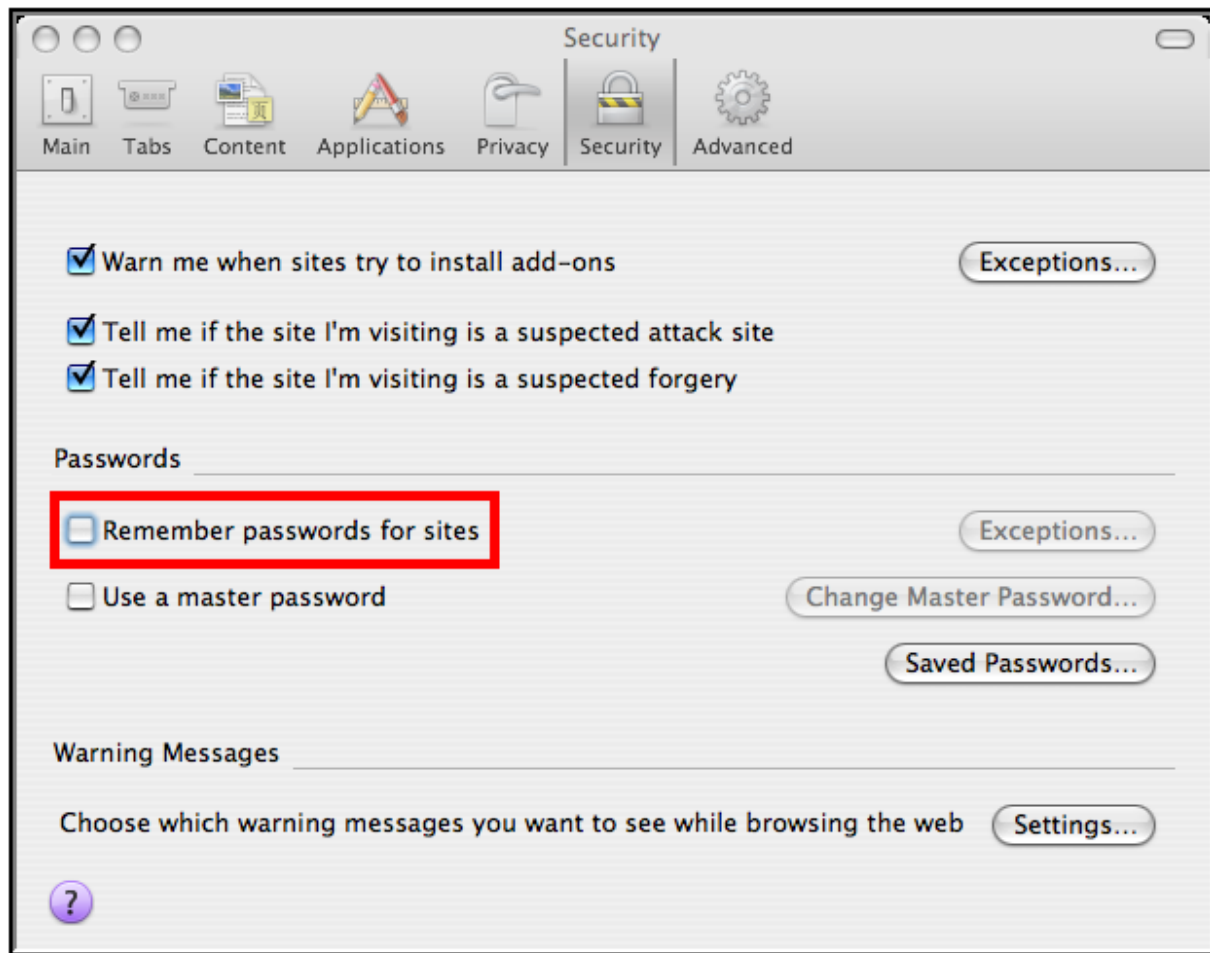 Security
Main Tabs Content Applications Privacy Security Advanced
Warn me when sites try to install add-ons Exceptions...
Tell me if the site I'm visiting is a suspected attack site
Tell me if the site I'm visiting is a suspected forgery
Passwords
Remember passwords for sites Exceptions...
Use a master password Change Master Password...
Saved Passwords...
Warning Messages
Choose which warning messages you want to see while browsing the web Settings...
?